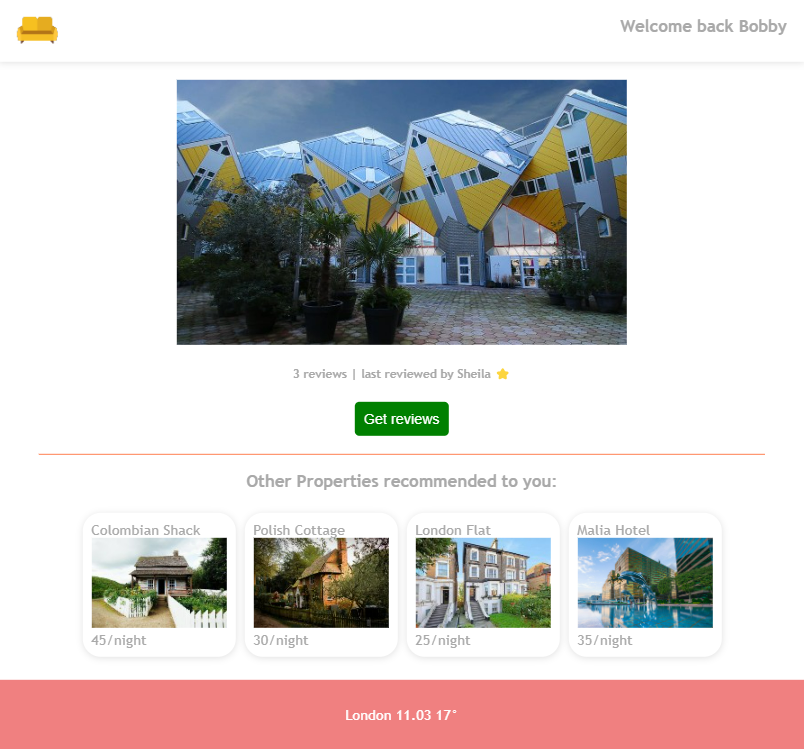 Welcome back Bobby
3 reviews | last reviewed by Sheila ⭐
Get reviews
Other Properties recommended to you:
Colombian Shack
Polish Cottage
London Flat
Malia Hotel
45/night
30/night
25/night
35/night
London 11.03 17°